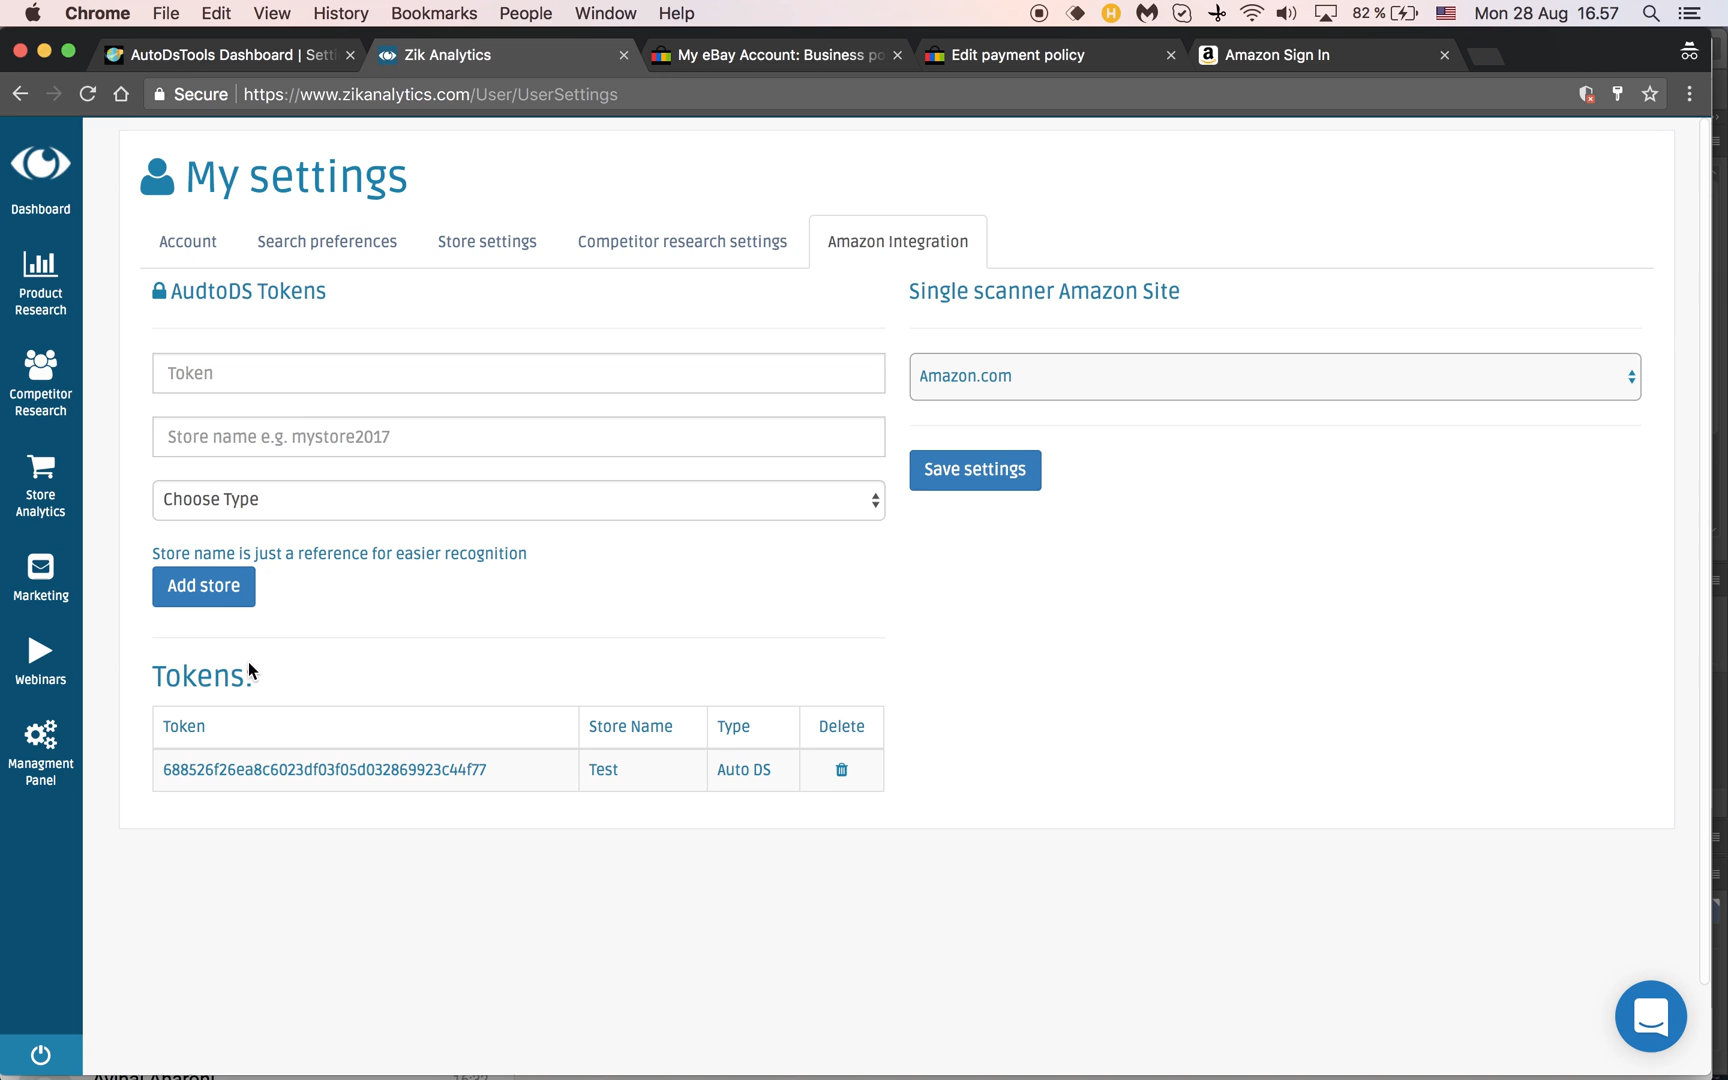 Chrome File Edit View History Bookmarks People Window Help 82 % Mon 28 Aug 16.57
AutoDsTools Dashboard | Setti Zik Analytics My eBay Account: Business po Edit payment policy Amazon Sign In
Secure https://www.zikanalytics.com/User/UserSettings
Dashboard
Product
Research
Competitor
Research
Store
Analytics
Marketing
Webinars
Managment
Panel
My settings
Account Search preferences Store settings Competitor research settings Amazon Integration
AudtoDS Tokens
Token
Store name e.g. mystore2017
Choose Type
Store name is just a reference for easier recognition
Add store
Single scanner Amazon Site
Amazon.com
Save settings
Tokens:
Token Store Name Type Delete
688526f26ea8c6023df03f05d032869923c44f77 Test Auto DS